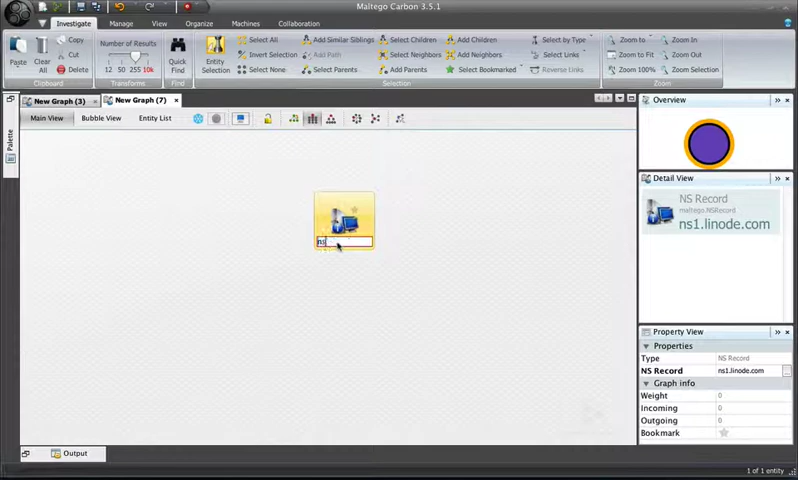 Maltego Carbon 3.5.1
Investigate Manage View Organize Machines Collaboration
Paste
Clear All
Copy
Cut
Delete
Clipboard
Number of Results
12 50 255 10k
Transforms
Quick Find
Find
Entity Selection
Select All
Invert Selection
Select None
Add Similar Siblings
Add Path
Select Parents
Select Children
Select Neighbors
Add Parents
Add Children
Add Neighbors
Select Bookmarked
Select by Type
Select Links
Reverse Links
Selection
Zoom to
Zoom to Fit
Zoom 100%
Zoom In
Zoom Out
Zoom Selection
Zoom
New Graph (3) New Graph (7)
Main View Bubble View Entity List
Palette
ns
Overview
Detail View
NS Record
maltego.NSRecord
ns1.linode.com
Property View
Properties
Type NS Record
NS Record ns1.linode.com
Graph info
Weight 0
Incoming 0
Outgoing 0
Bookmark
Output
1 of 1 entity